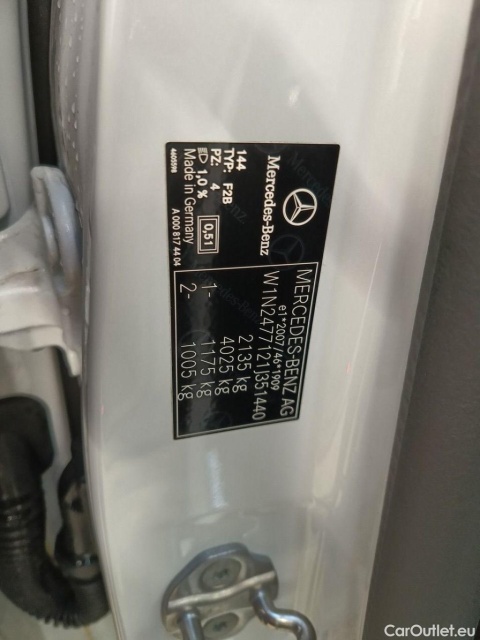 Mercedes-Benz
144
TYP: F2B
PZ: 4
1,0 % 0,51
Made in Germany
4460598 A 000 817 44 04
MERCEDES-BENZ AG
e1*2007/46*1909
W1N2477121J351440
2135 kg
4025 kg
1- 1175 kg
2- 1005 kg
CarOutlet.eu